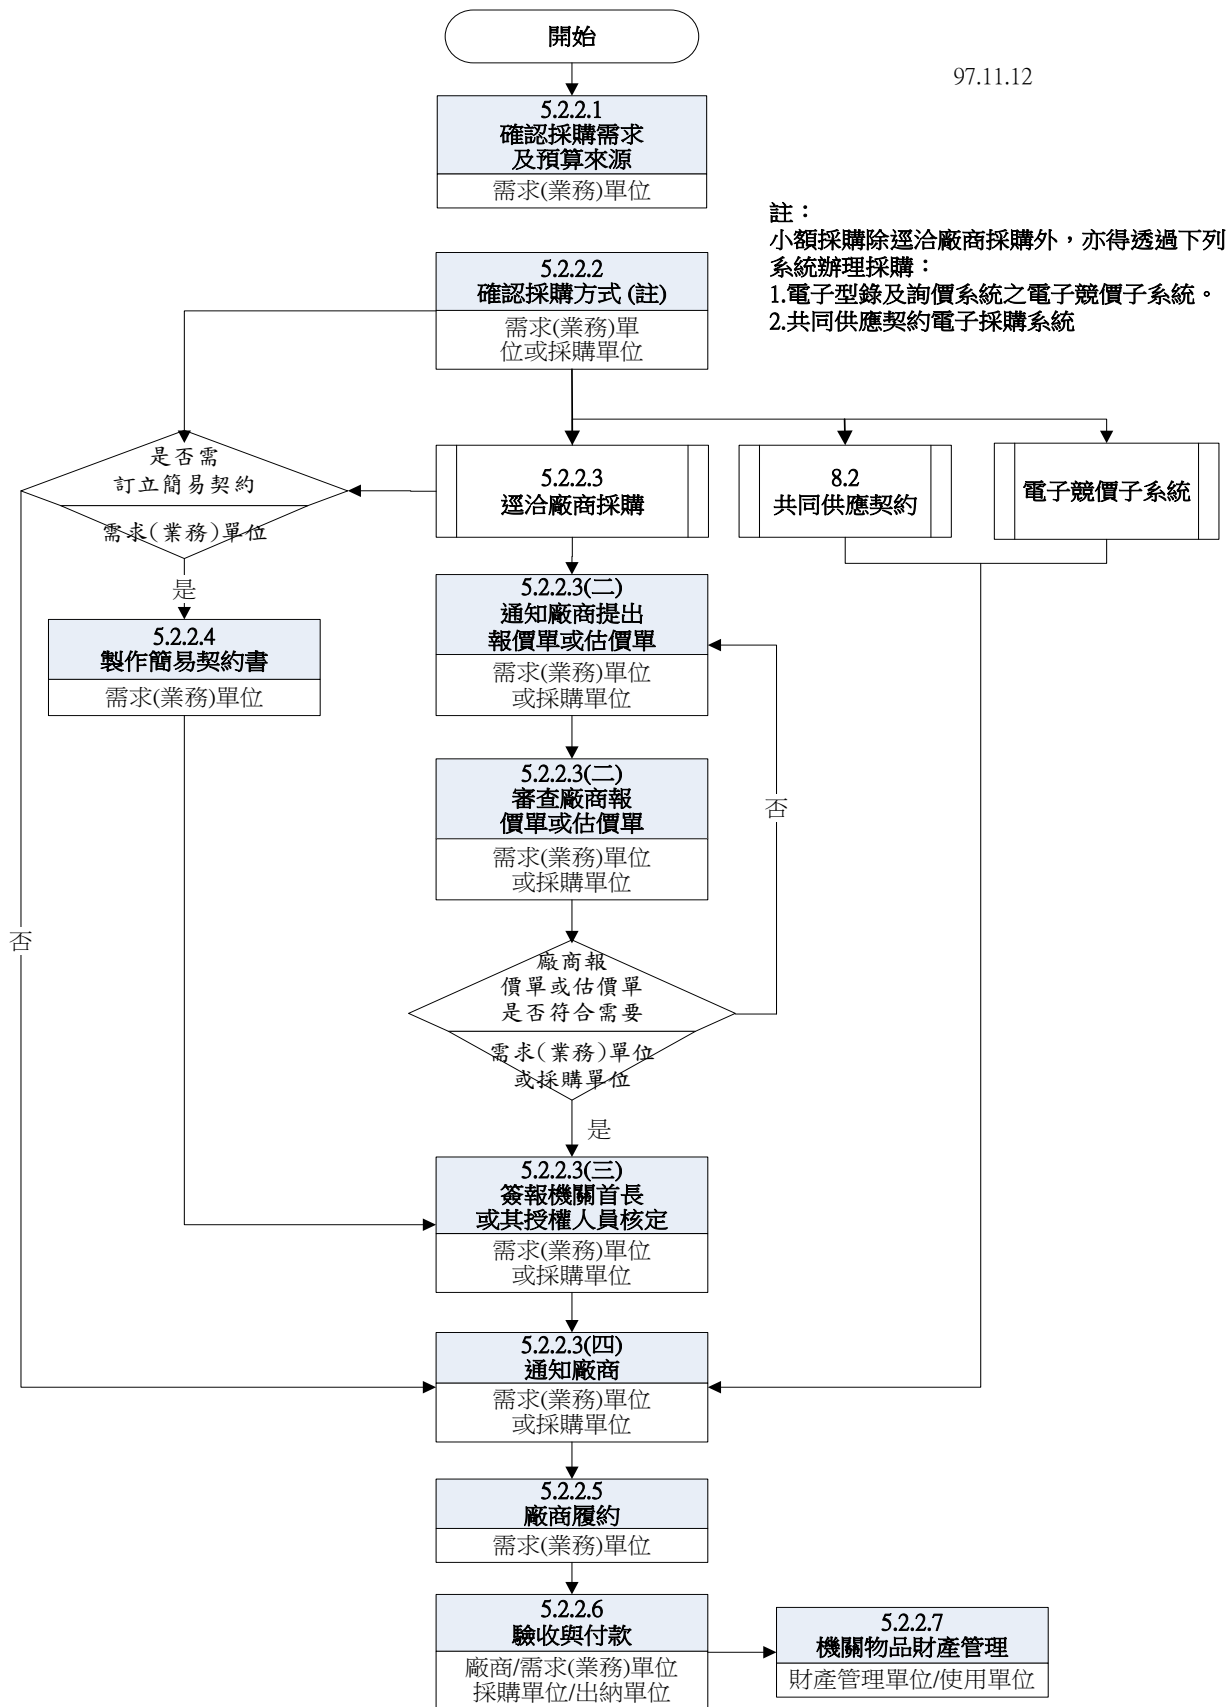 開始
97.11.12
5.2.2.1
確認採購需求
及預算來源
需求(業務)單位
註：
小額採購除逕洽廠商採購外，亦得透過下列
系統辦理採購：
1.電子型錄及詢價系統之電子競價子系統。
2.共同供應契約電子採購系統
5.2.2.2
確認採購方式 (註)
需求(業務)單
位或採購單位
是否需
訂立簡易契約
需求(業務)單位
5.2.2.3
逕洽廠商採購
8.2
共同供應契約
電子競價子系統
是
5.2.2.4
製作簡易契約書
需求(業務)單位
5.2.2.3(二)
通知廠商提出
報價單或估價單
需求(業務)單位
或採購單位
5.2.2.3(二)
審查廠商報
價單或估價單
需求(業務)單位
或採購單位
否
否
廠商報
價單或估價單
是否符合需要
需求(業務)單位
或採購單位
是
5.2.2.3(三)
簽報機關首長
或其授權人員核定
需求(業務)單位
或採購單位
5.2.2.3(四)
通知廠商
需求(業務)單位
或採購單位
5.2.2.5
廠商履約
需求(業務)單位
5.2.2.6
驗收與付款
廠商/需求(業務)單位
採購單位/出納單位
5.2.2.7
機關物品財產管理
財產管理單位/使用單位